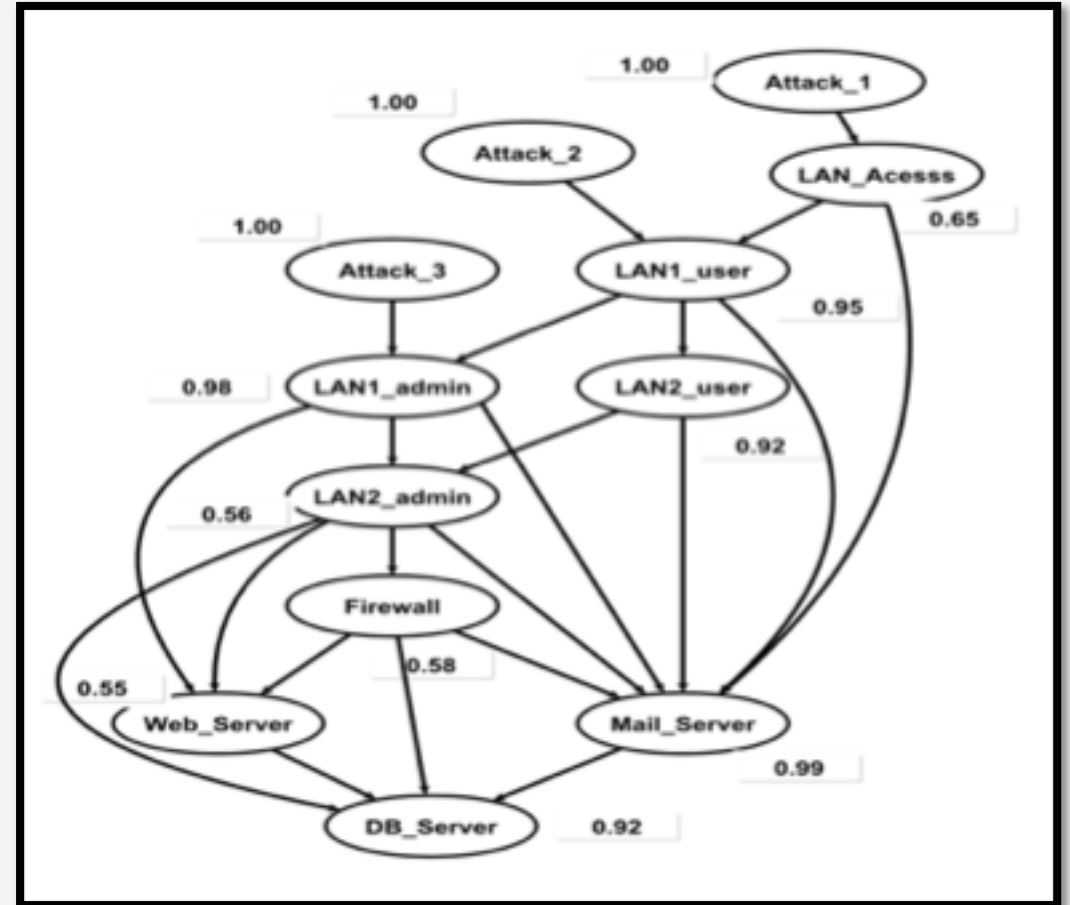 1.00
Attack_1
1.00
Attack_2
LAN_Acesss
0.65
1.00
Attack_3
LAN1_user
0.95
0.98
LAN1_admin
LAN2_user
0.92
LAN2_admin
0.56
Firewall
0.58
0.55
Web_Server
Mail_Server
0.99
DB_Server
0.92